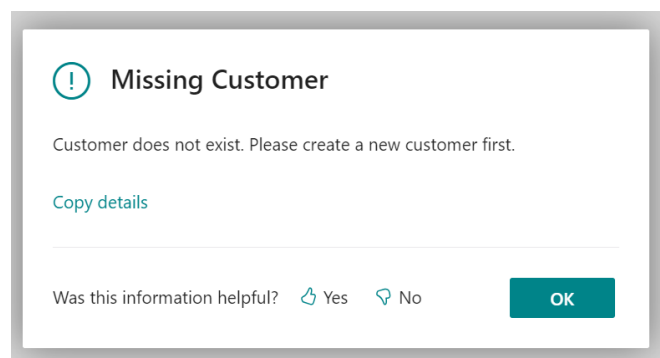 Missing Customer
Customer does not exist. Please create a new customer first.
Copy details
Was this information helpful? Yes No OK